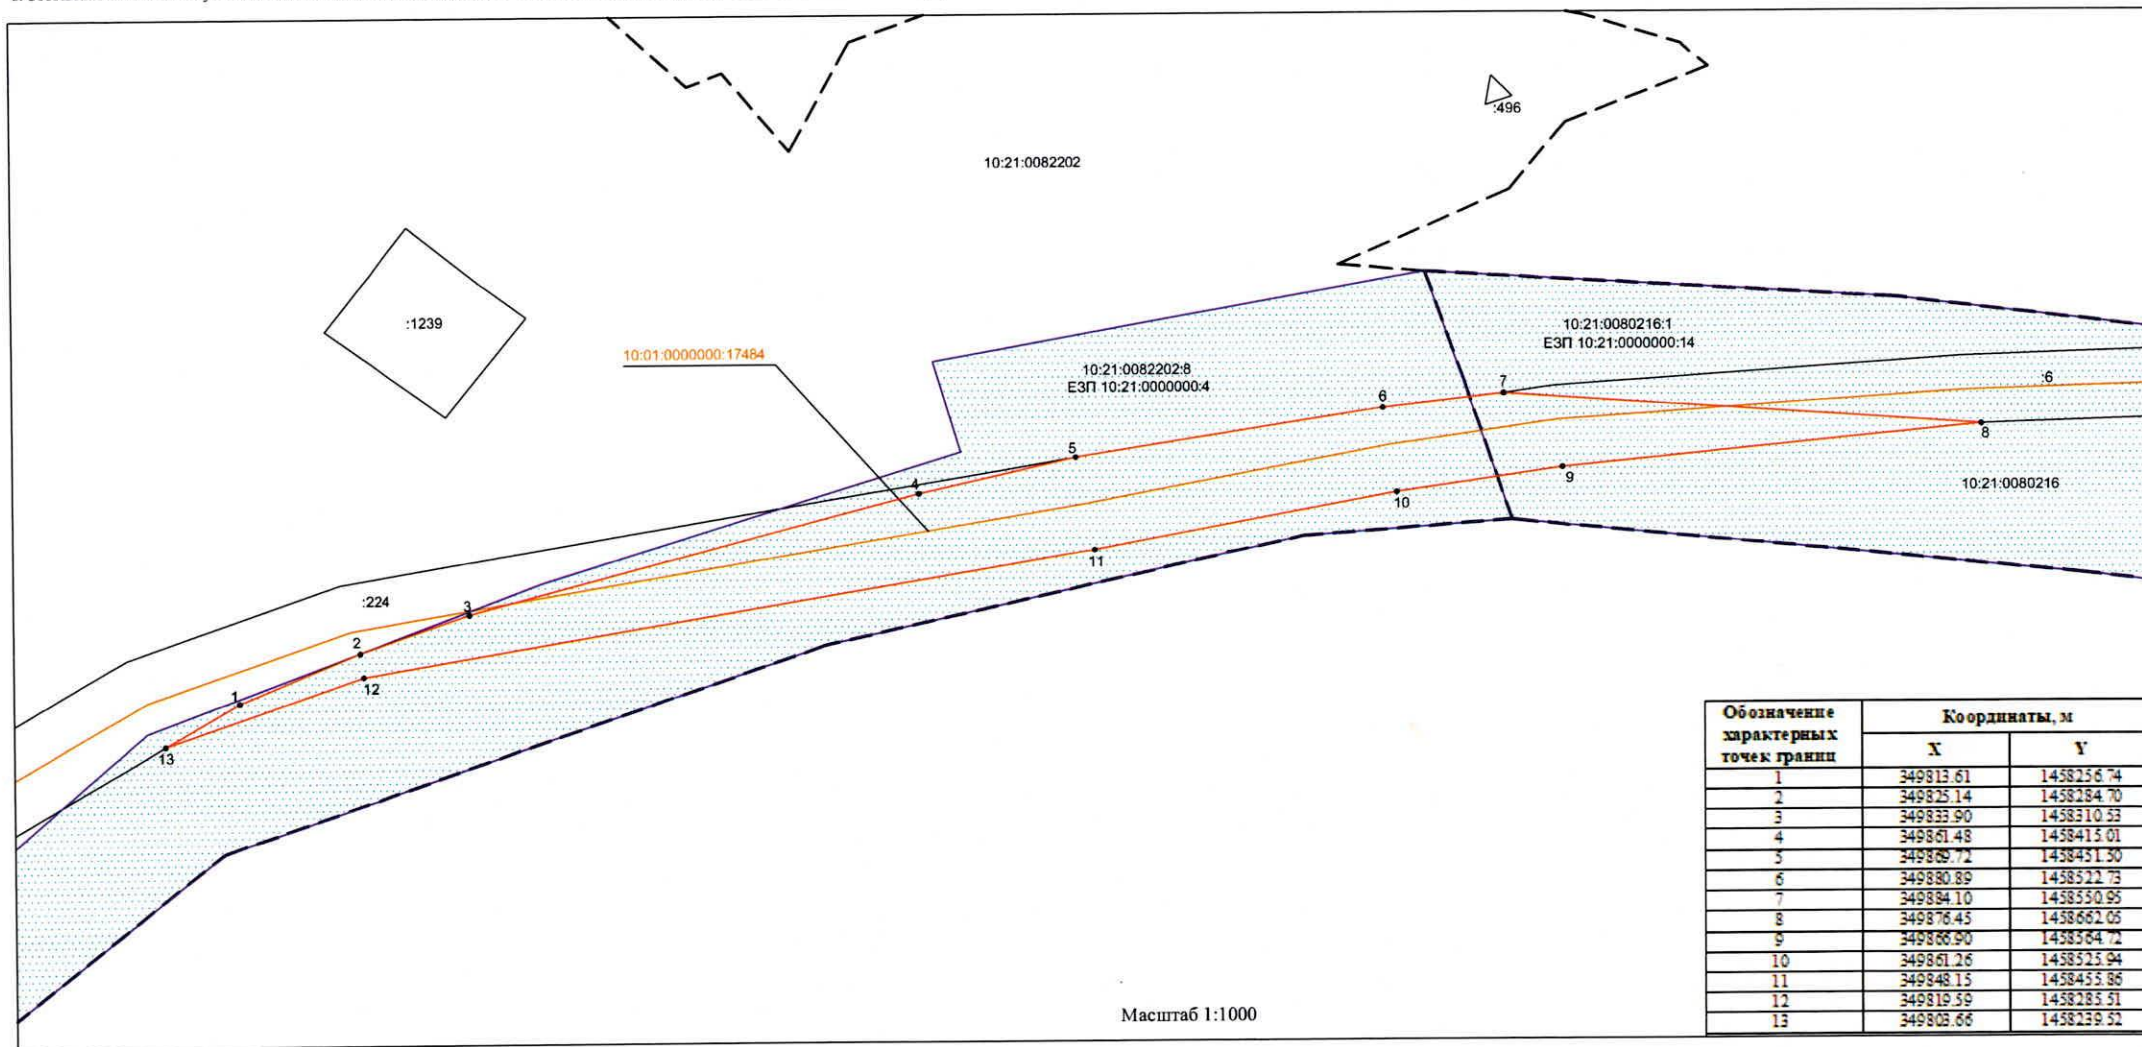 10:21:0082202
:496
:1239
10:01:0000000:17484
10:21:0082202:8
ЕЗП 10:21:0000000:4
10:21:0080216:1
ЕЗП 10:21:0000000:14
:6
7
6
5
8
4
9
10
10:21:0080216
11
:224
3
2
12
1
13
Обозначение характерных точек границ | Координаты, м
X | Y
1 | 349813.61 | 1458256.74
2 | 349825.14 | 1458284.70
3 | 349833.90 | 1458310.53
4 | 349861.48 | 1458415.01
5 | 349869.72 | 1458451.50
6 | 349880.89 | 1458522.73
7 | 349884.10 | 1458550.95
8 | 349876.45 | 1458662.05
9 | 349866.90 | 1458564.72
10 | 349861.26 | 1458525.94
11 | 349848.15 | 1458455.86
12 | 349819.59 | 1458285.51
13 | 349803.66 | 1458239.52
Масштаб 1:1000